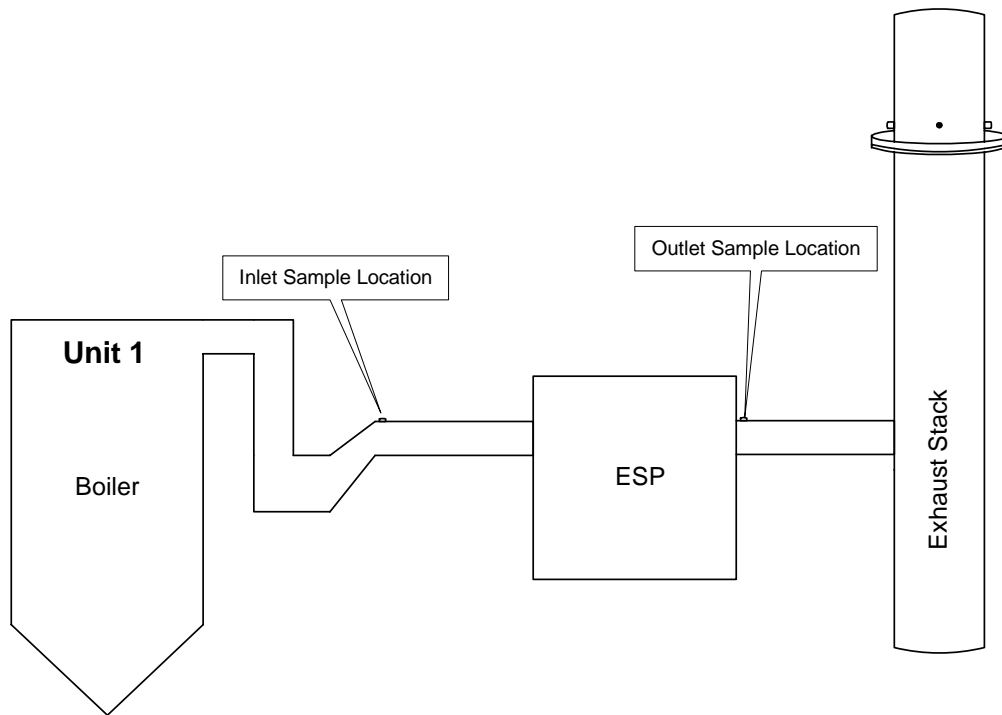 Outlet Sample Location
Inlet Sample Location
Unit 1
Boiler
ESP
Exhaust Stack